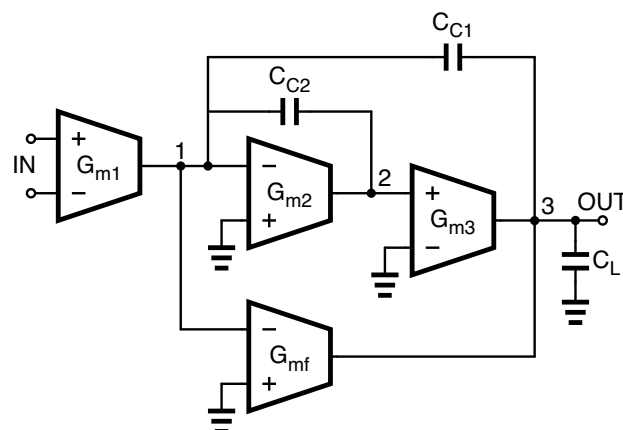 C_C1
C_C2
IN
+
−
G_m1
1
−
+
G_m2
2
+
−
G_m3
3
OUT
C_L
−
+
G_mf